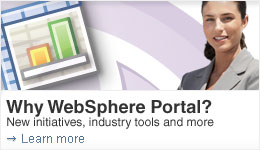 Why WebSphere Portal?
New initiatives, industry tools and more
→ Learn more